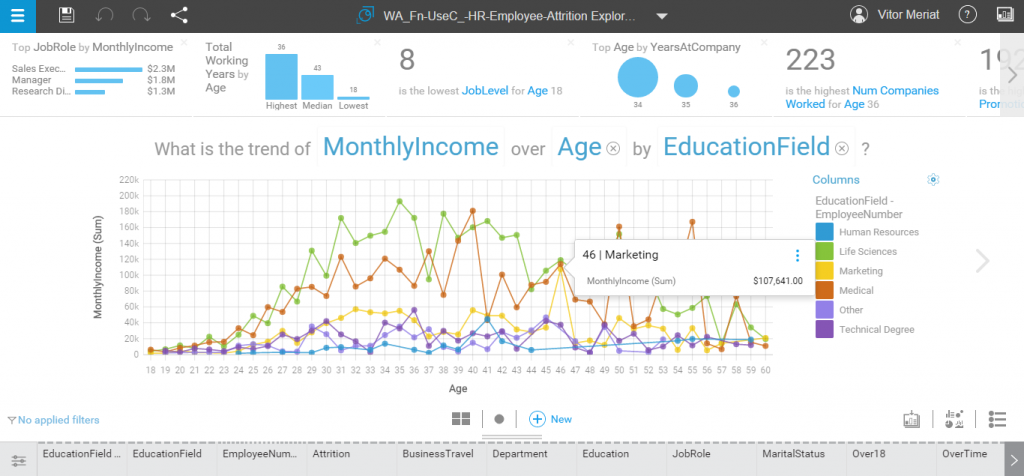 WA_Fn-UseC_-HR-Employee-Attrition Explor...
Vitor Meriat
Top JobRole by MonthlyIncome
Sales Exec... $2.3M
Manager $1.8M
Research Di... $1.3M
Total
Working
Years by
Age
36
43
18
Highest Median Lowest
8
is the lowest JobLevel for Age 18
Top Age by YearsAtCompany
34 35 36
223
is the highest Num Companies
Worked for Age 36
What is the trend of MonthlyIncome over Age by EducationField ?
MonthlyIncome (Sum)
220k
200k
180k
160k
140k
120k
100k
80k
60k
40k
20k
0
18 19 20 21 22 23 24 25 26 27 28 29 30 31 32 33 34 35 36 37 38 39 40 41 42 43 44 45 46 47 48 49 50 51 52 53 54 55 56 57 58 59 60
Age
46 | Marketing
MonthlyIncome (Sum) $107,641.00
Columns
EducationField -
EmployeeNumber
Human Resources
Life Sciences
Marketing
Medical
Other
Technical Degree
No applied filters
New
EducationField ... EducationField EmployeeNum... Attrition BusinessTravel Department Education JobRole MaritalStatus Over18 OverTime